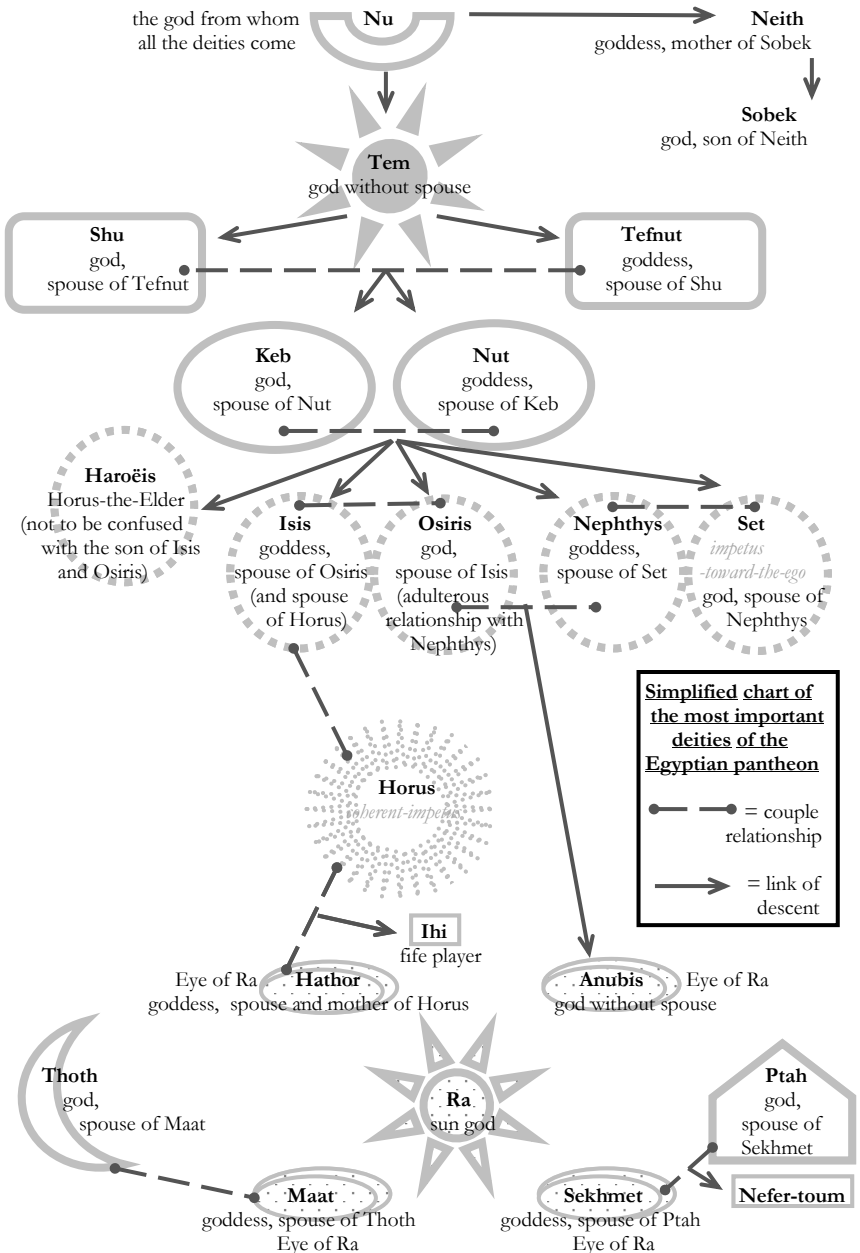 the god from whom
all the deities come
Nu
Neith
goddess, mother of Sobek
Sobek
god, son of Neith
Tem
god without spouse
Shu
god,
spouse of Tefnut
Tefnut
goddess,
spouse of Shu
Keb
god,
spouse of Nut
Nut
goddess,
spouse of Keb
Haroëis
Horus-the-Elder
(not to be confused
with the son of Isis
and Osiris)
Isis
goddess,
spouse of Osiris
(and spouse
of Horus)
Osiris
god,
spouse of Isis
(adulterous
relationship with
Nephthys)
Nephthys
goddess,
spouse of Set
Set
impetus
-toward-the-ego
god, spouse of
Nephthys
Simplified chart of
the most important
deities of the
Egyptian pantheon
= couple
relationship
= link of
descent
Horus
coherent-impetus
Ihi
fife player
Eye of Ra
Hathor
goddess, spouse and mother of Horus
Anubis
Eye of Ra
god without spouse
Thoth
god,
spouse of Maat
Ra
sun god
Ptah
god,
spouse of
Sekhmet
Maat
goddess, spouse of Thoth
Eye of Ra
Sekhmet
goddess, spouse of Ptah
Eye of Ra
Nefer-toum